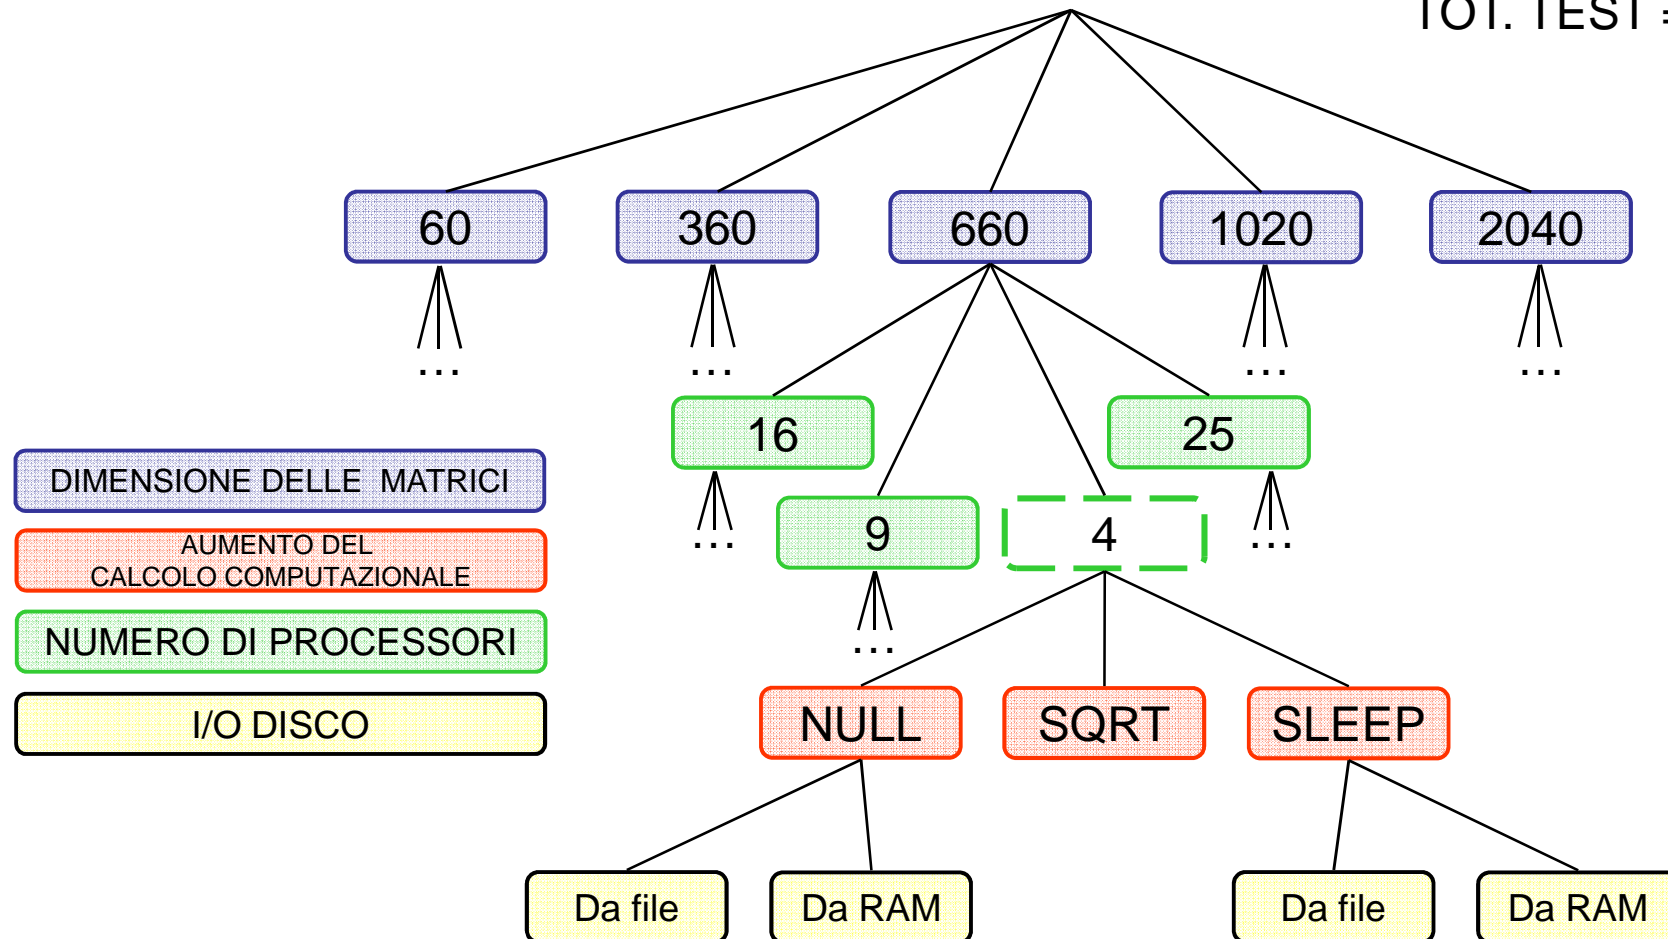 TOT. TEST =
60
360
660
1020
2040
...
...
...
...
16
25
DIMENSIONE DELLE MATRICI
9
4
...
...
AUMENTO DEL
CALCOLO COMPUTAZIONALE
NUMERO DI PROCESSORI
...
I/O DISCO
NULL
SQRT
SLEEP
Da file
Da RAM
Da file
Da RAM